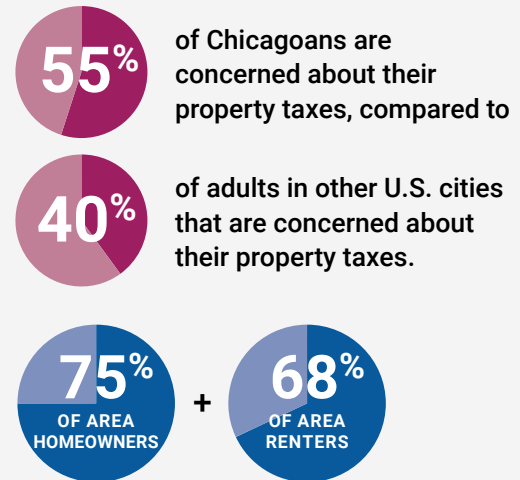 55%
of Chicagoans are
concerned about their
property taxes, compared to
40%
of adults in other U.S. cities
that are concerned about
their property taxes.
75%
OF AREA
HOMEOWNERS
+
68%
OF AREA
RENTERS